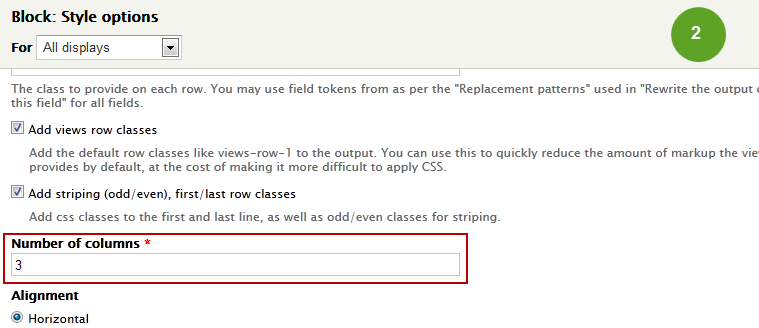 Block: Style options
2
For All displays
The class to provide on each row. You may use field tokens from as per the "Replacement patterns" used in "Rewrite the output
this field" for all fields.
Add views row classes
Add the default row classes like views-row-1 to the output. You can use this to quickly reduce the amount of markup the
provides by default, at the cost of making it more difficult to apply CSS.
Add striping (odd/even), first/last row classes
Add css classes to the first and last line, as well as odd/even classes for striping.
Number of columns *
3
Alignment
Horizontal